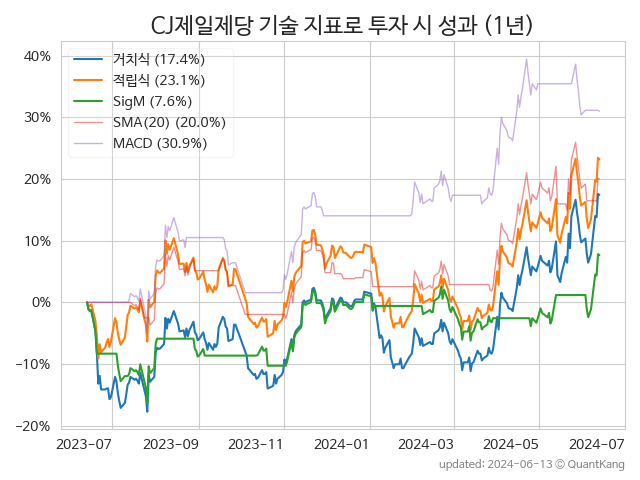 CJ제일제당 기술 지표로 투자 시 성과 (1년)
거치식 (17.4%)
적립식 (23.1%)
SigM (7.6%)
SMA(20) (20.0%)
MACD (30.9%)
40%
30%
20%
10%
0%
−10%
−20%
2023-07 2023-09 2023-11 2024-01 2024-03 2024-05 2024-07
updated: 2024-06-13 ⓒ QuantKang